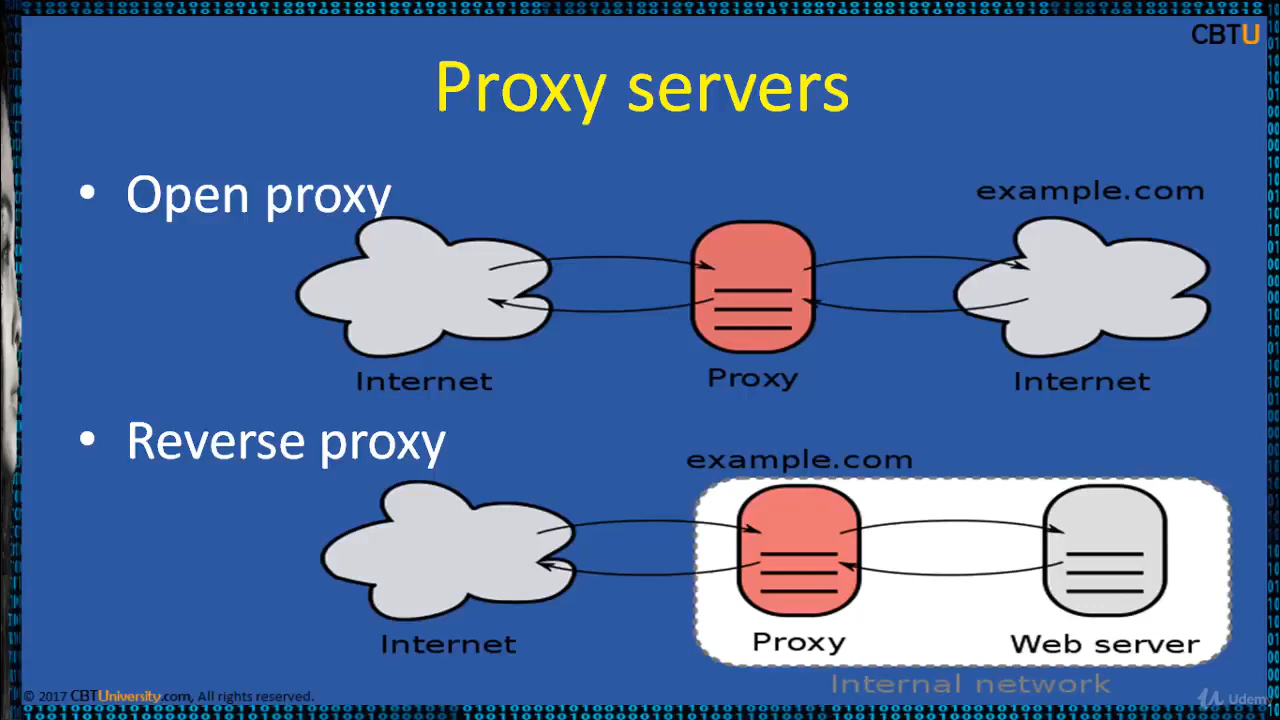 CBTU
Proxy servers
• Open proxy
example.com
Internet
Proxy
Internet
• Reverse proxy
example.com
Internet
Proxy
Web server
Internal network
© 2017 CBTUniversity.com, All rights reserved.
Udemy